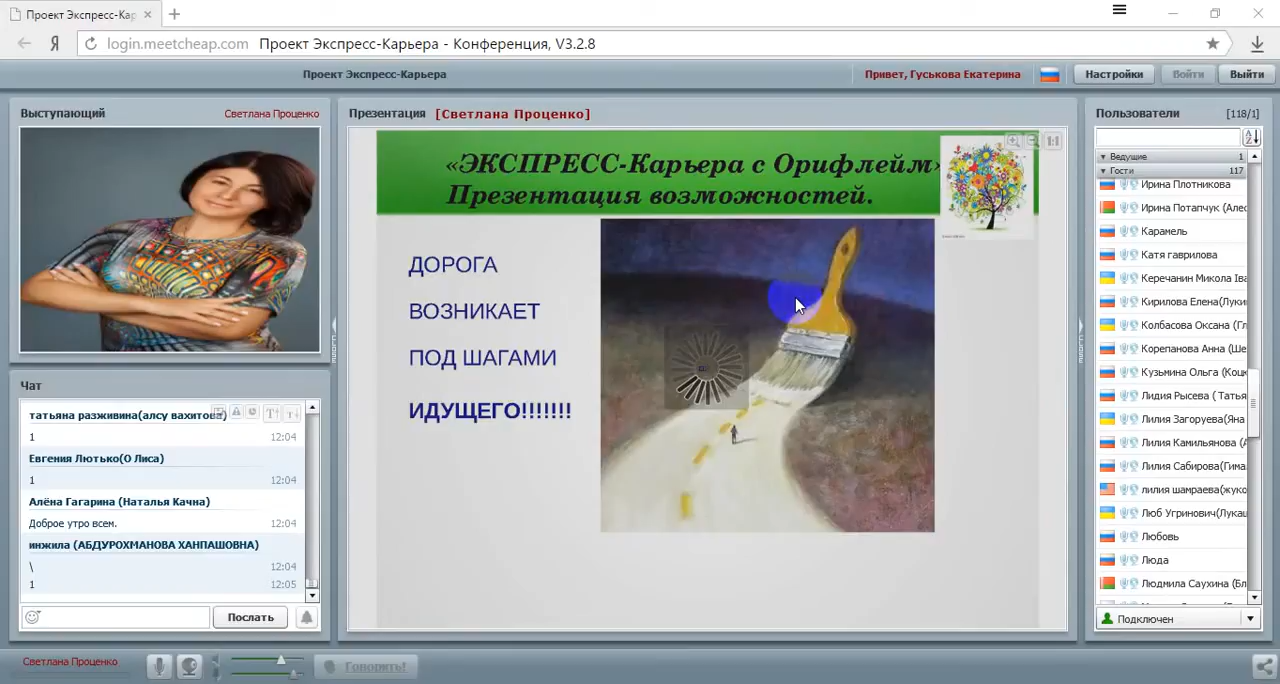 Проект Экспресс-Кар
login.meetcheap.com Проект Экспресс-Карьера - Конференция, V3.2.8
Проект Экспресс-Карьера
Привет, Гуськова Екатерина
Настройки
Войти
Выйти
Выступающий
Светлана Проценко
Чат
татьяна разживина(алсу вахитова)
1 12:04
Евгения Лютько(О Лиса)
1 12:04
Алёна Гагарина (Наталья Качна)
Доброе утро всем. 12:04
инжила (АБДУРОХМАНОВА ХАНПАШОВНА)
\ 12:04
1 12:05
Послать
Презентация [Светлана Проценко]
«ЭКСПРЕСС-Карьера с Орифлейм»
Презентация возможностей.
1:1
ДОРОГА
ВОЗНИКАЕТ
ПОД ШАГАМИ
ИДУЩЕГО!!!!!!!
Пользователи [118/1]
Ведущие 1
Гости 117
Ирина Плотникова
Ирина Потапчук (Алес
Карамель
Катя гаврилова
Керечанин Микола Іва
Кирилова Елена(Лукин
Колбасова Оксана (Гл
Корепанова Анна (Ше
Кузьмина Ольга (Коцк
Лидия Рысева ( Татья
Лилия Загоруева(Яна
Лилия Камильянова (А
Лилия Сабирова(Гима
лилия шамраева(жуко
Люб Угринович(Лукаш
Любовь
Люда
Людмила Саухина (Бл
Подключен
Светлана Проценко
Говорить!